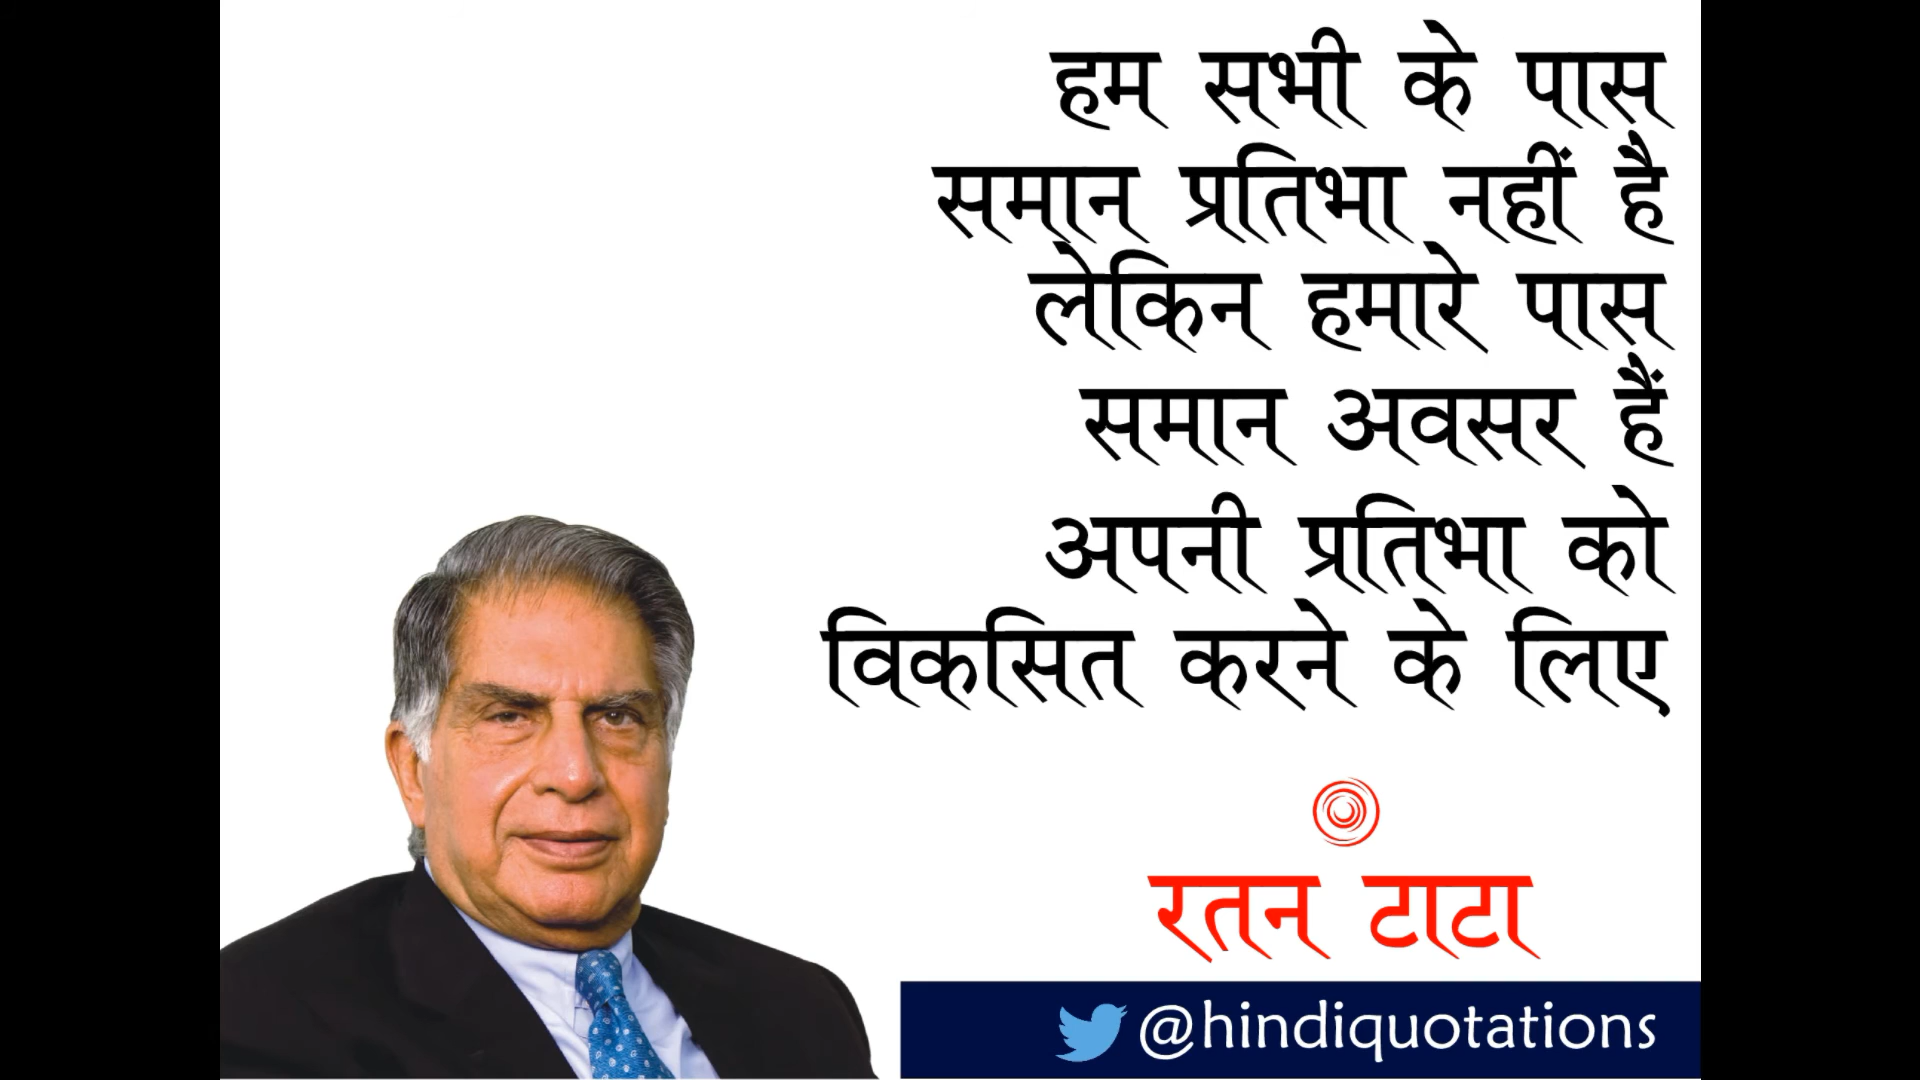 हम सभी के पास
समान प्रतिभा नहीं है
लेकिन हमारे पास
समान अवसर हैं
अपनी प्रतिभा को
विकसित करने के लिए
रतन टाटा
@hindiquotations